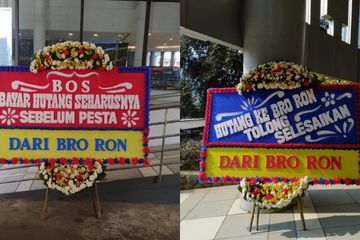 BOS
BAYAR HUTANG SEHARUSNYA
SEBELUM PESTA
DARI BRO RON
HUTANG KE BRO RON
TOLONG
SELESAIKAN
DARI BRO RON